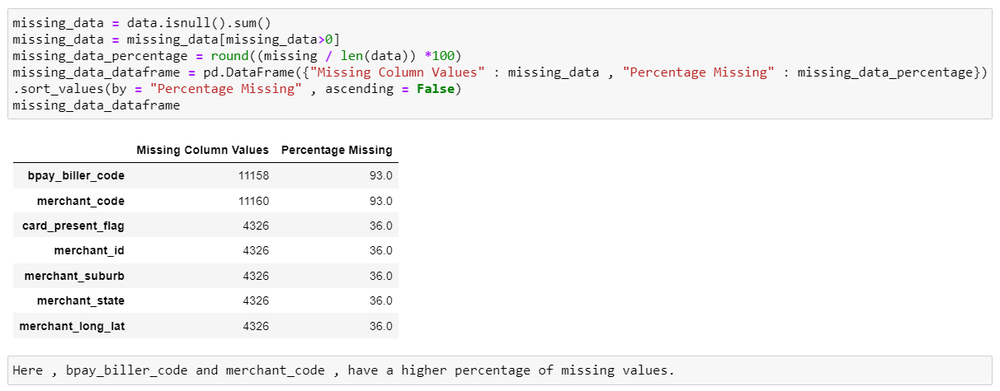 missing_data = data.isnull().sum()
missing_data = missing_data[missing_data>0]
missing_data_percentage = round((missing / len(data)) *100)
missing_data_dataframe = pd.DataFrame({"Missing Column Values" : missing_data , "Percentage Missing" : missing_data_percentage})
.sort_values(by = "Percentage Missing" , ascending = False)
missing_data_dataframe
Missing Column Values Percentage Missing
bpay_biller_code 11158 93.0
merchant_code 11160 93.0
card_present_flag 4326 36.0
merchant_id 4326 36.0
merchant_suburb 4326 36.0
merchant_state 4326 36.0
merchant_long_lat 4326 36.0
Here , bpay_biller_code and merchant_code , have a higher percentage of missing values.